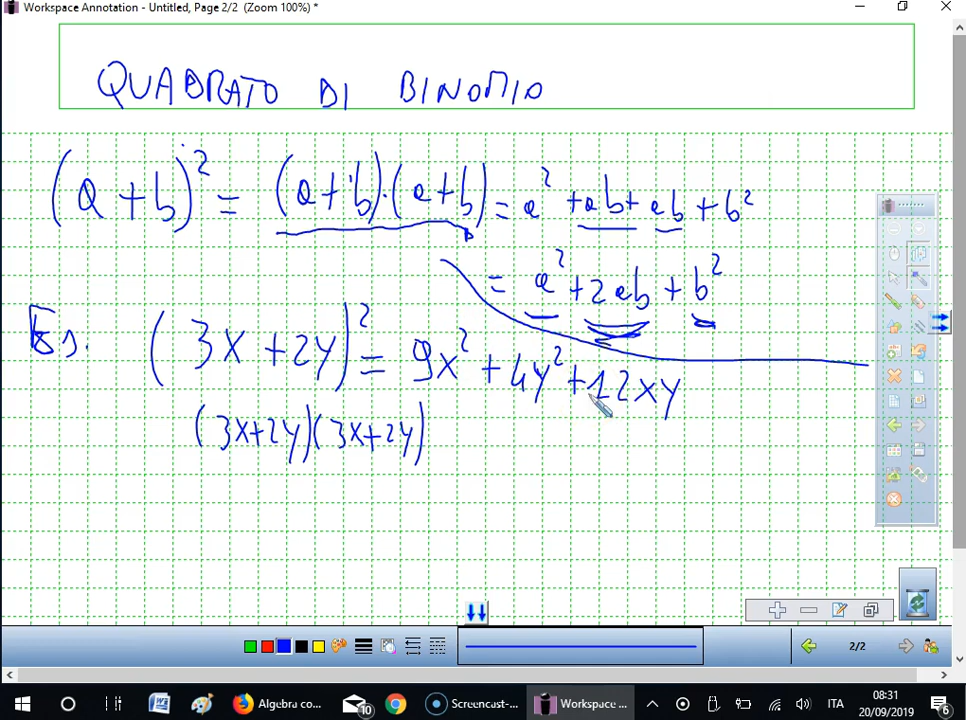 Workspace Annotation - Untitled, Page 2/2 (Zoom 100%) *
QUADRATO DI BINOMIO
(a + b)² = (a+b)·(a+b) = a² + ab + ab + b²
= a² + 2ab + b²
Es. (3x + 2y)² = 9x² + 4y² + 12xy
(3x+2y)(3x+2y)
2/2
Algebra co...
Screencast-...
Workspace ...
ITA
08:31
20/09/2019
10
6